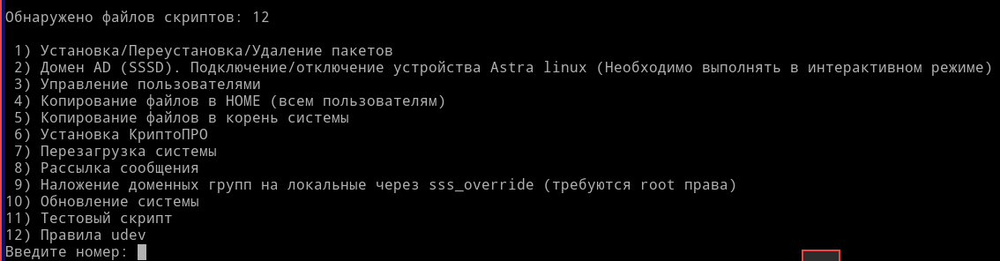 Обнаружено файлов скриптов: 12
1) Установка/Переустановка/Удаление пакетов
2) Домен AD (SSSD). Подключение/отключение устройства Astra linux (Необходимо выполнять в интерактивном режиме)
3) Управление пользователями
4) Копирование файлов в HOME (всем пользователям)
5) Копирование файлов в корень системы
6) Установка КриптоПРО
7) Перезагрузка системы
8) Рассылка сообщения
9) Наложение доменных групп на локальные через sss_override (требуются root права)
10) Обновление системы
11) Тестовый скрипт
12) Правила udev
Введите номер: